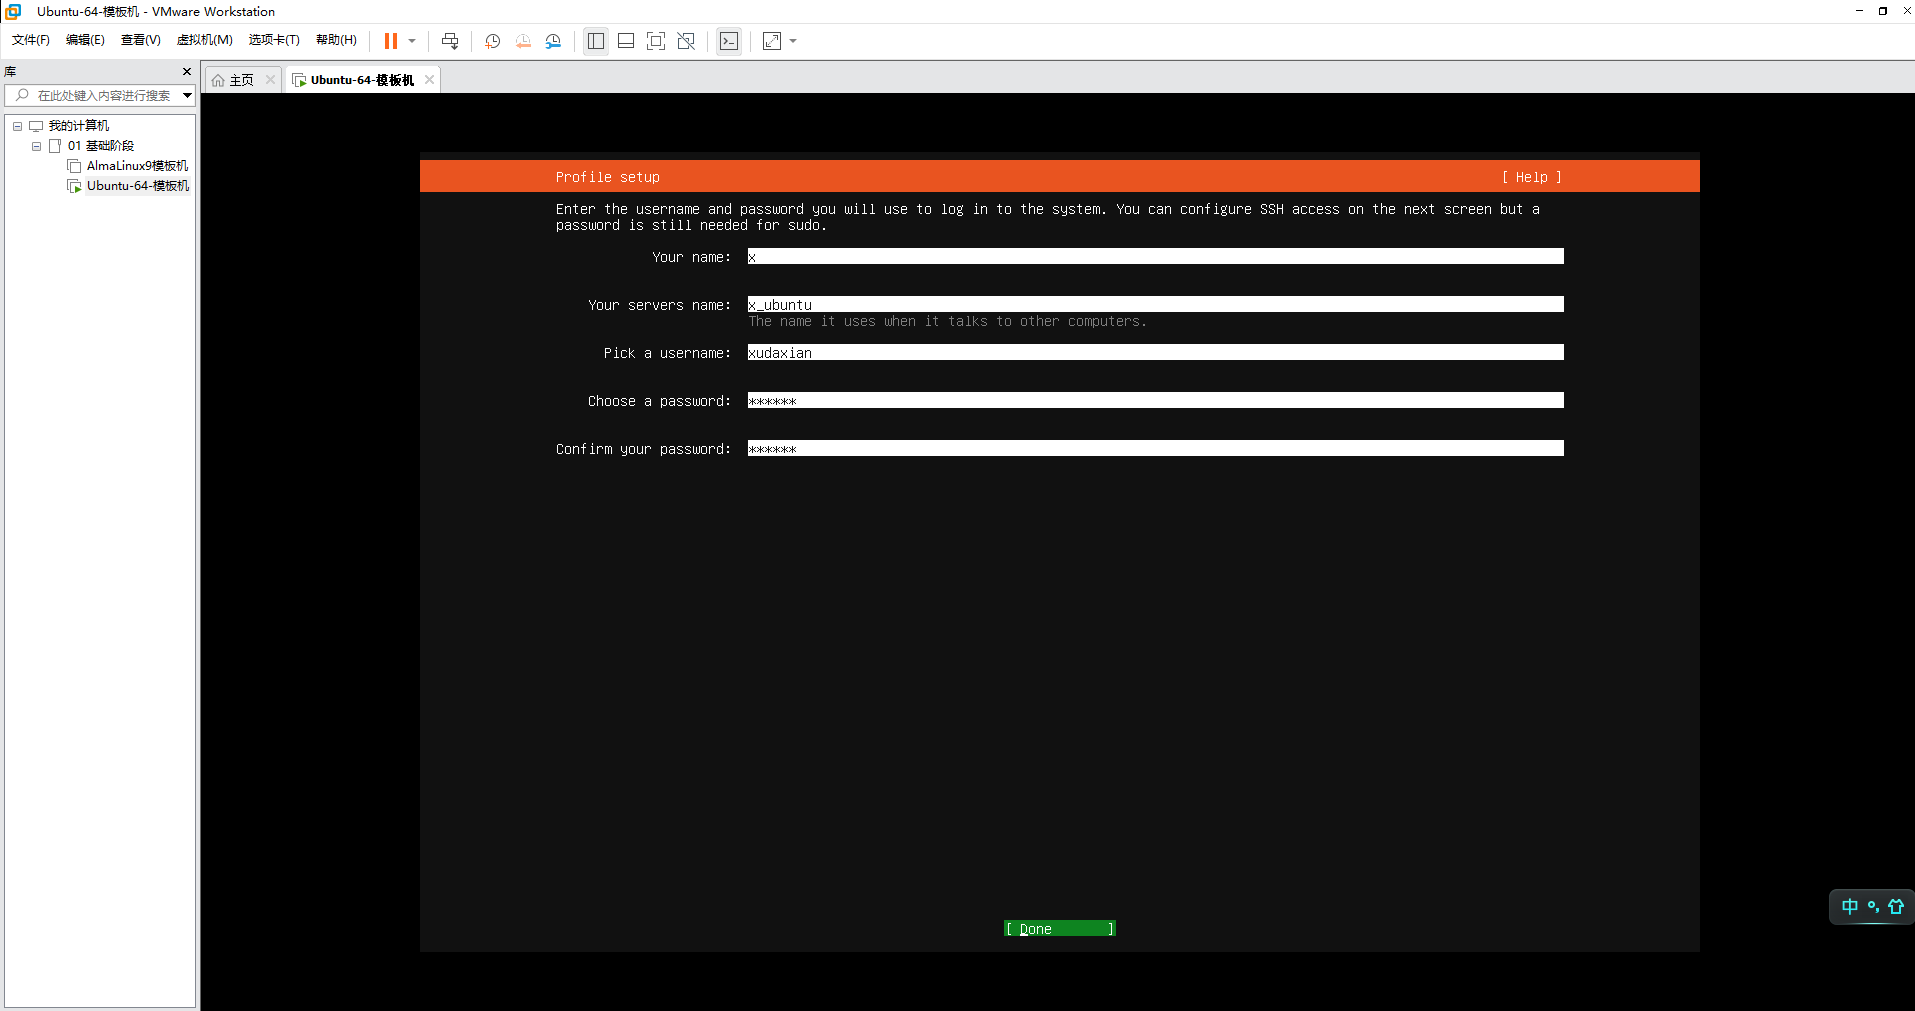 Ubuntu-64-模板机 - VMware Workstation
文件(F) 编辑(E) 查看(V) 虚拟机(M) 选项卡(T) 帮助(H)
库
在此处键入内容进行搜索
我的计算机
01 基础阶段
AlmaLinux9模板机
Ubuntu-64-模板机
主页
Ubuntu-64-模板机
Profile setup [ Help ]
Enter the username and password you will use to log in to the system. You can configure SSH access on the next screen but a
password is still needed for sudo.
Your name: x
Your servers name: x_ubuntu
The name it uses when it talks to other computers.
Pick a username: xudaxian
Choose a password: ******
Confirm your password: ******
[ Done ]
中 °,